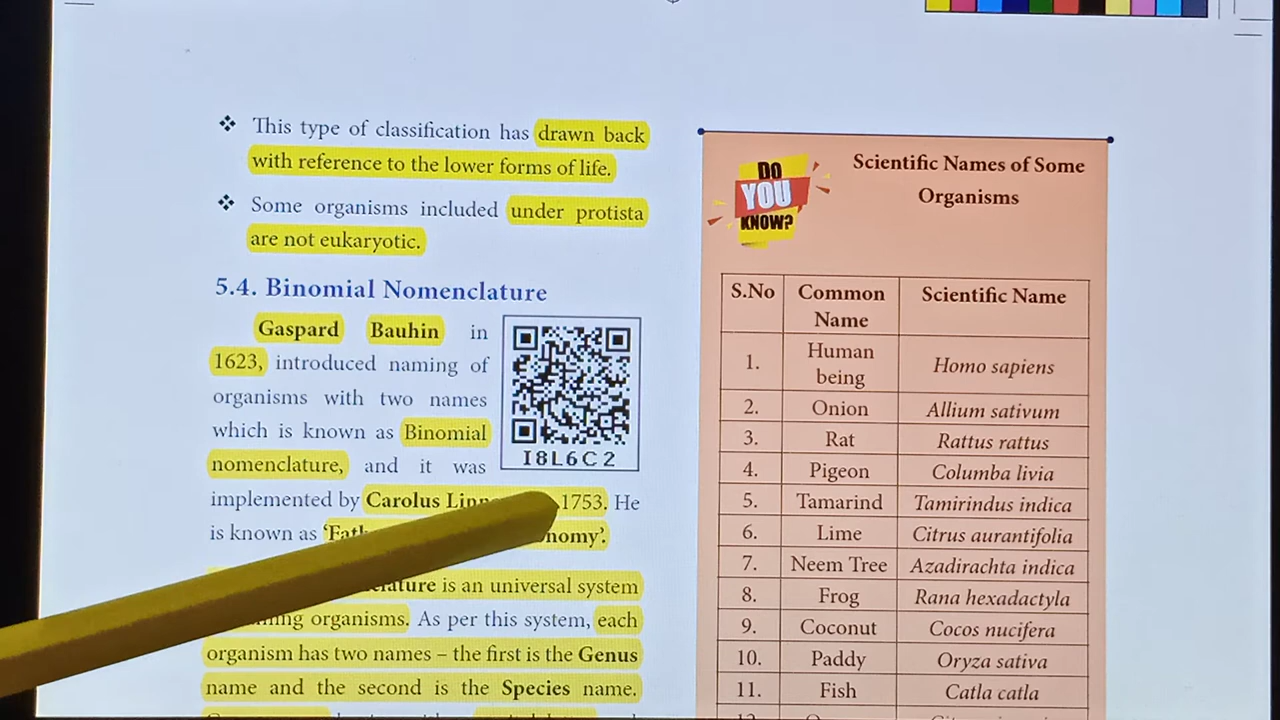 ❖ This type of classification has drawn back
with reference to the lower forms of life.
❖ Some organisms included under protista
are not eukaryotic.
5.4. Binomial Nomenclature
Gaspard Bauhin in
1623, introduced naming of
organisms with two names
which is known as Binomial
nomenclature, and it was
implemented by Carolus 1753. He
is known as
is an universal system
organisms. As per this system, each
organism has two names – the first is the Genus
name and the second is the Species name.
I8L6C2
DO
YOU
KNOW?
Scientific Names of Some
Organisms
S.No Common Name Scientific Name
1. Human being Homo sapiens
2. Onion Allium sativum
3. Rat Rattus rattus
4. Pigeon Columba livia
5. Tamarind Tamirindus indica
6. Lime Citrus aurantifolia
7. Neem Tree Azadirachta indica
8. Frog Rana hexadactyla
9. Coconut Cocos nucifera
10. Paddy Oryza sativa
11. Fish Catla catla